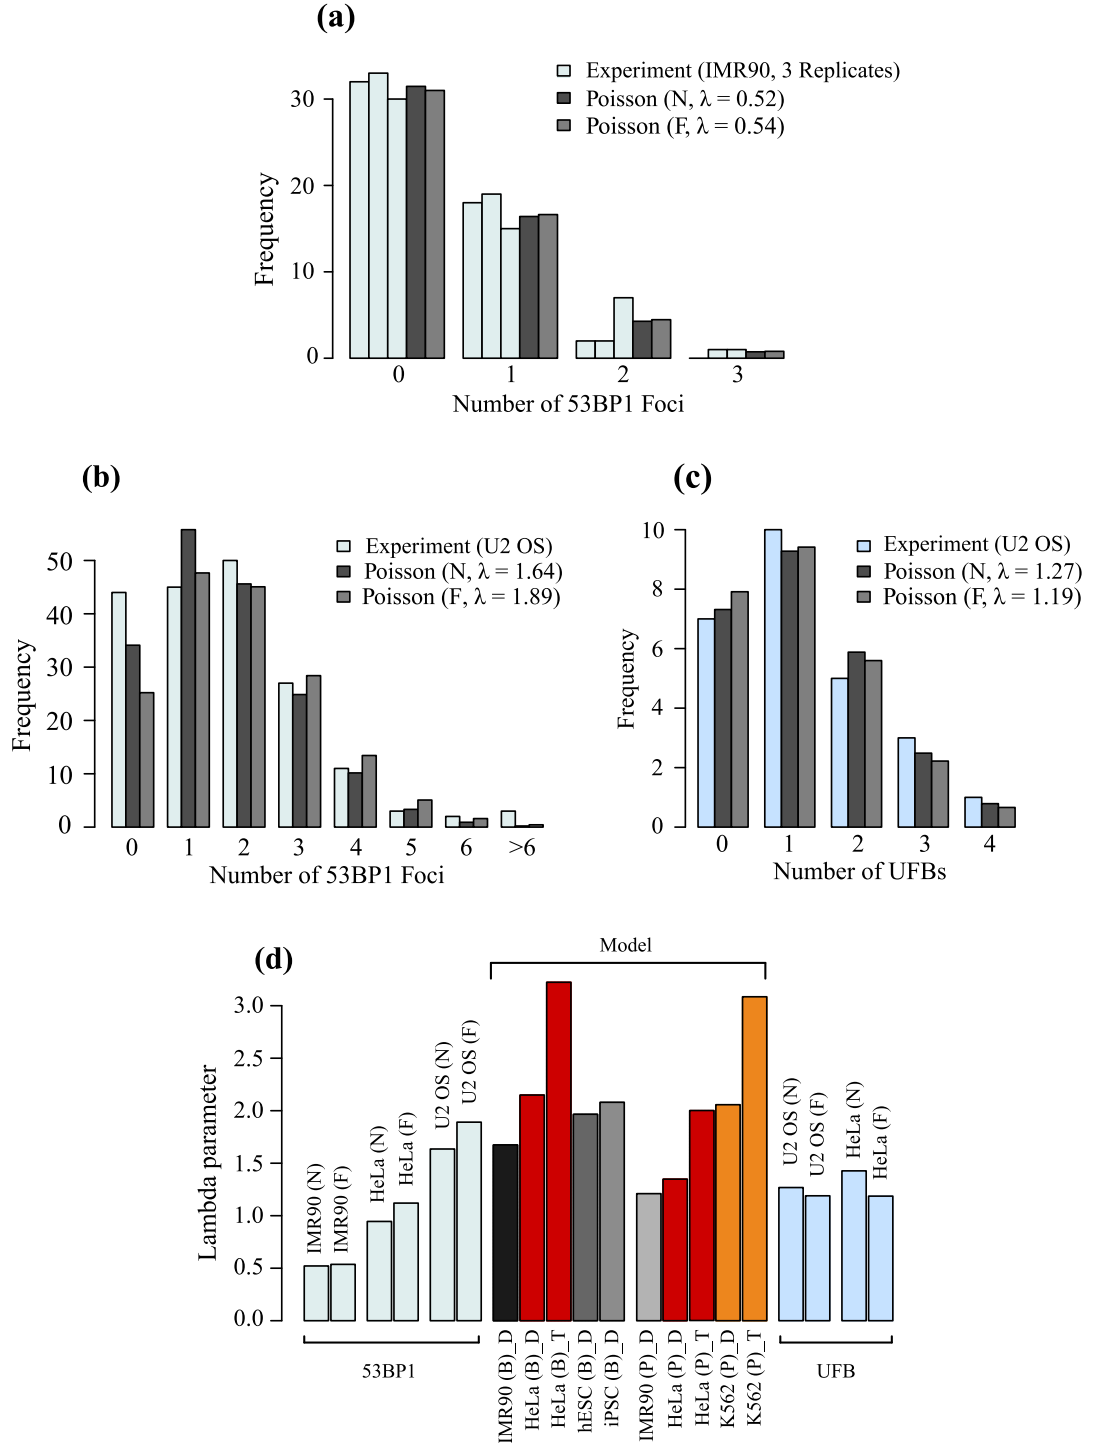 (a)
Experiment (IMR90, 3 Replicates)
Poisson (N, λ = 0.52)
Poisson (F, λ = 0.54)
Frequency
30
20
10
0
0 1 2 3
Number of 53BP1 Foci
(b)
Experiment (U2 OS)
Poisson (N, λ = 1.64)
Poisson (F, λ = 1.89)
Frequency
50
40
30
20
10
0
0 1 2 3 4 5 6 >6
Number of 53BP1 Foci
(c)
Experiment (U2 OS)
Poisson (N, λ = 1.27)
Poisson (F, λ = 1.19)
Frequency
10
8
6
4
2
0
0 1 2 3 4
Number of UFBs
(d)
Model
Lambda parameter
3.0
2.5
2.0
1.5
1.0
0.5
0.0
IMR90 (N)
IMR90 (F)
HeLa (N)
HeLa (F)
U2 OS (N)
U2 OS (F)
U2 OS (N)
U2 OS (F)
HeLa (N)
HeLa (F)
53BP1
IMR90 (B)_D
HeLa (B)_D
HeLa (B)_T
hESC (B)_D
iPSC (B)_D
IMR90 (P)_D
HeLa (P)_D
HeLa (P)_T
K562 (P)_D
K562 (P)_T
UFB